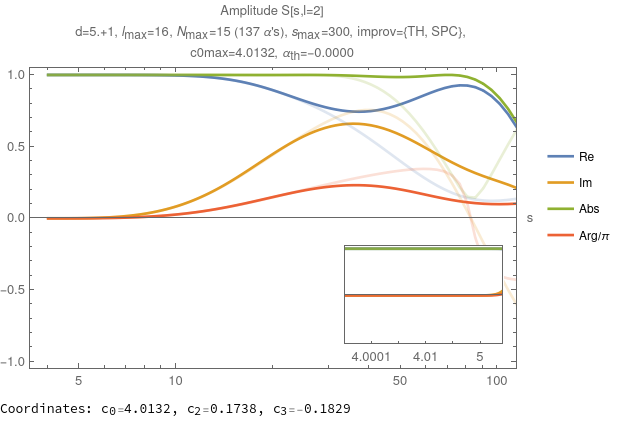 Amplitude S[s,l=2]
d=5.+1, lmax=16, Nmax=15 (137 α's), smax=300, improv={TH, SPC},
c0max=4.0132, αth=−0.0000
1.0
0.5
0.0
−0.5
−1.0
s
Re
Im
Abs
Arg/π
4.0001 4.01 5
5 10 50 100
Coordinates: c0=4.0132, c2=0.1738, c3=−0.1829